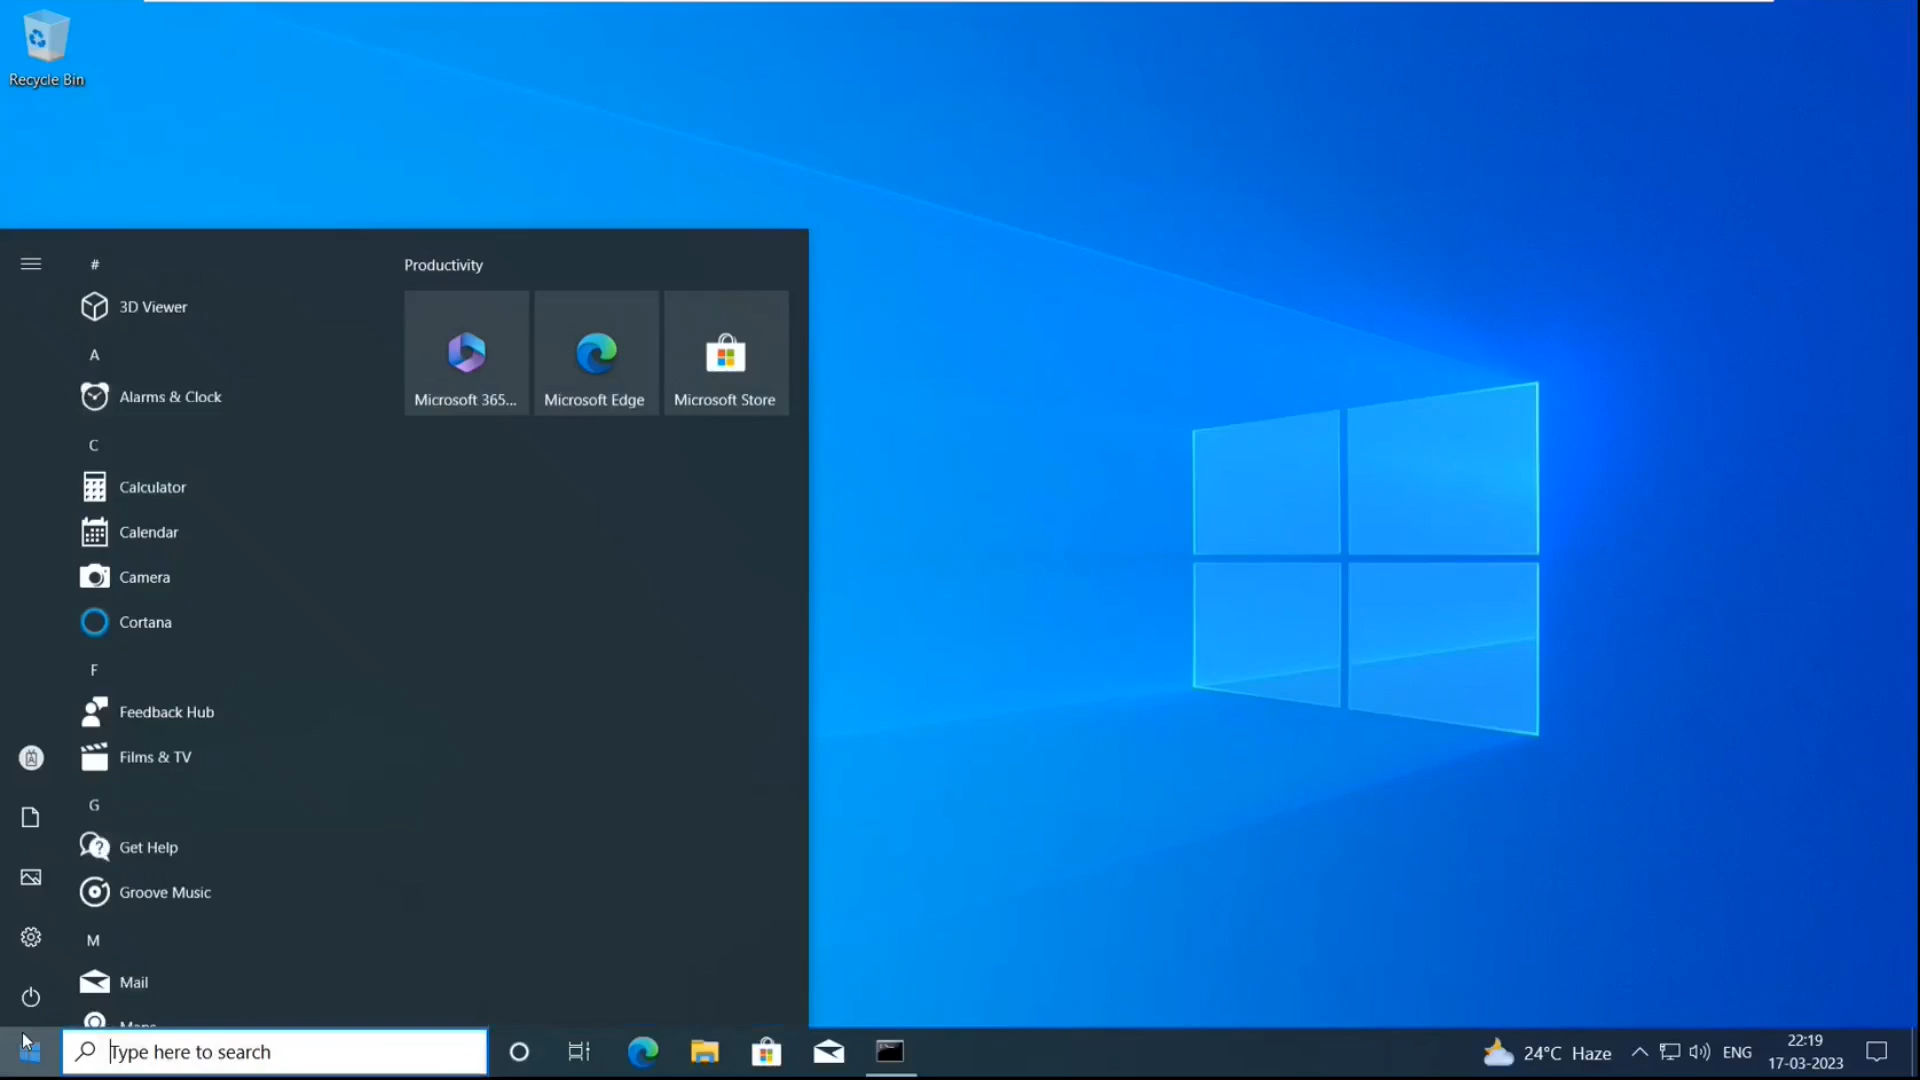 Recycle Bin
#
3D Viewer
A
Alarms & Clock
C
Calculator
Calendar
Camera
Cortana
F
Feedback Hub
Films & TV
G
Get Help
Groove Music
M
Mail
Maps
Productivity
Microsoft 365...
Microsoft Edge
Microsoft Store
Type here to search
24°C Haze
ENG
22:19
17-03-2023